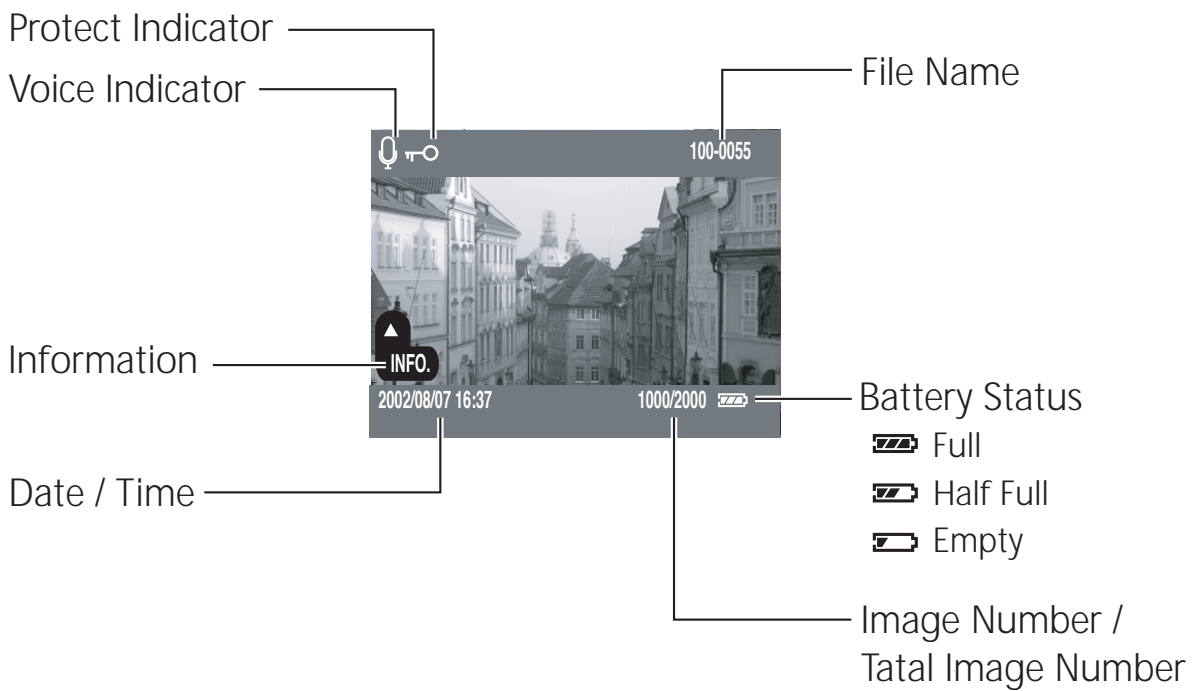 Protect Indicator
Voice Indicator
File Name
100-0055
INFO.
Information
2002/08/07 16:37
1000/2000
Date / Time
Battery Status
Full
Half Full
Empty
Image Number /
Tatal Image Number